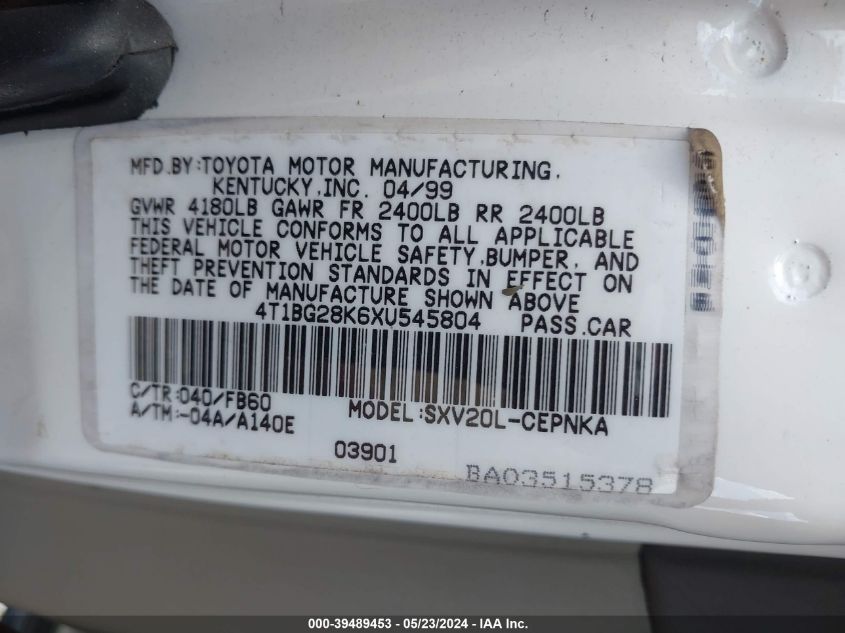 MFD.BY:TOYOTA MOTOR MANUFACTURING,
KENTUCKY,INC. 04/99
GVWR 4180LB GAWR FR 2400LB RR 2400LB
THIS VEHICLE CONFORMS TO ALL APPLICABLE
FEDERAL MOTOR VEHICLE SAFETY,BUMPER, AND
THEFT PREVENTION STANDARDS IN EFFECT ON
THE DATE OF MANUFACTURE SHOWN ABOVE
4T1BG28K6XU545804 PASS.CAR
C/TR:040/FB60
A/TM:-04A/A140E
MODEL:SXV20L-CEPNKA
03901
BA03515378
000-39489453 / 05/23/2024 - IAA Inc.